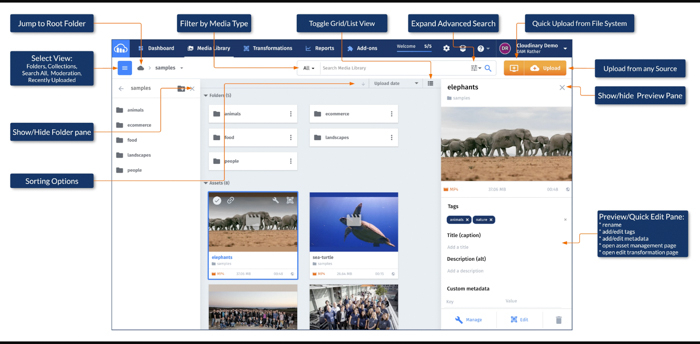 Jump to Root Folder
Filter by Media Type
Toggle Grid/List View
Expand Advanced Search
Quick Upload from File System
Select View:
Folders, Collections,
Search All, Moderation,
Recently Uploaded
Dashboard
Media Library
Transformations
Reports
Add-ons
Welcome
5/5
DR
Cloudinary Demo
samples
All
Search Media Library
Upload
Upload from any Source
samples
Upload date
elephants
samples
Show/hide Preview Pane
Show/Hide Folder pane
Sorting Options
animals
ecommerce
food
landscapes
people
Folders (5)
animals
ecommerce
food
landscapes
people
Assets (8)
elephants
samples
MP4
sea-turtle
samples
MP4
MP4
Tags
animals
nature
Title (caption)
Add a title
Description (alt)
Add a description
Custom metadata
Key
Value
Manage
Edit
Preview/Quick Edit Pane:
* rename
* add/edit tags
* add/edit metadata
* open asset management page
* open edit transformation page